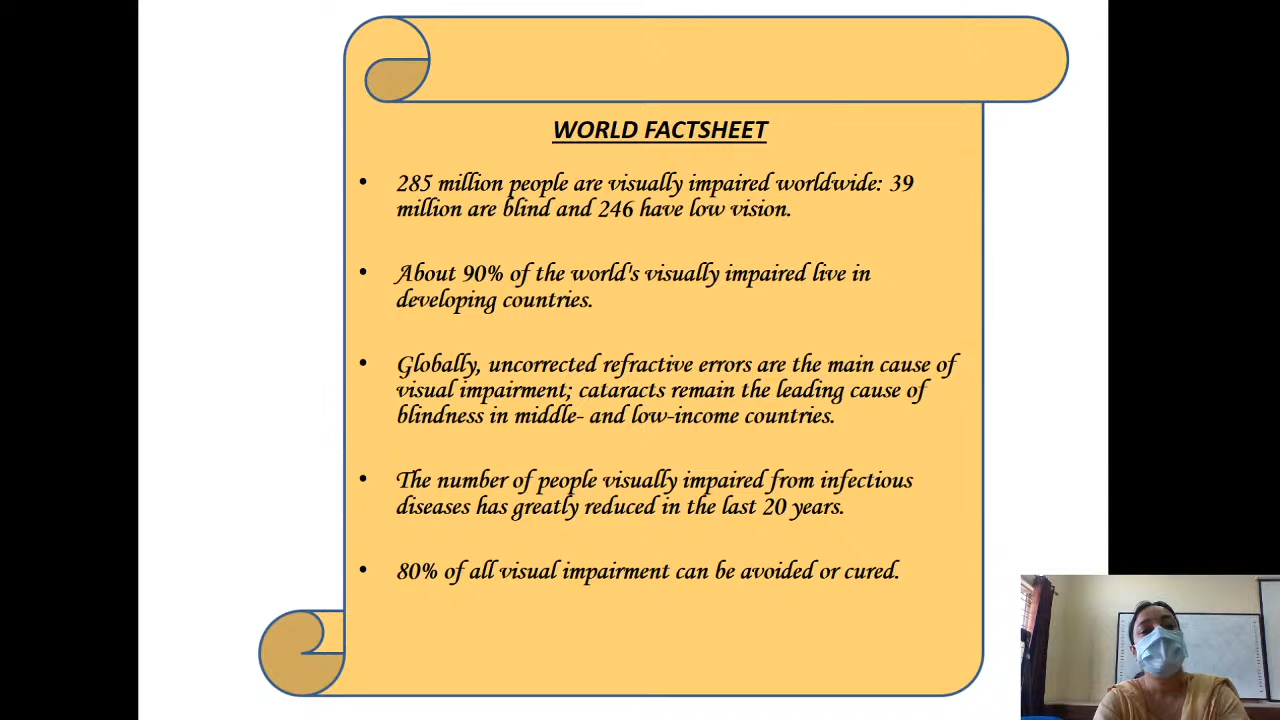 WORLD FACTSHEET
• 285 million people are visually impaired worldwide: 39
million are blind and 246 have low vision.
• About 90% of the world's visually impaired live in
developing countries.
• Globally, uncorrected refractive errors are the main cause of
visual impairment; cataracts remain the leading cause of
blindness in middle- and low-income countries.
• The number of people visually impaired from infectious
diseases has greatly reduced in the last 20 years.
• 80% of all visual impairment can be avoided or cured.